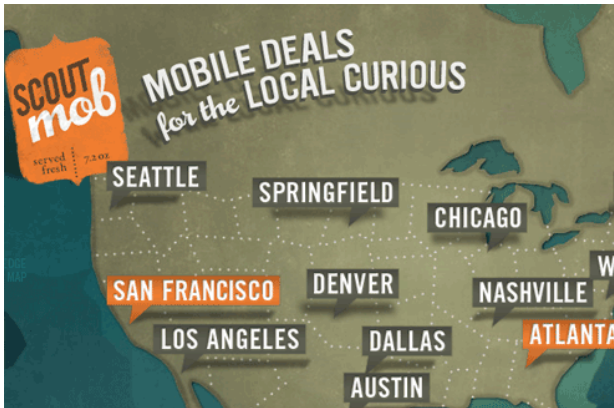 SCOUT
mob
served
fresh
7.2 oz
MOBILE DEALS
for the LOCAL CURIOUS
SEATTLE
SPRINGFIELD
CHICAGO
W
SAN FRANCISCO
DENVER
NASHVILLE
LOS ANGELES
DALLAS
ATLANTA
AUSTIN